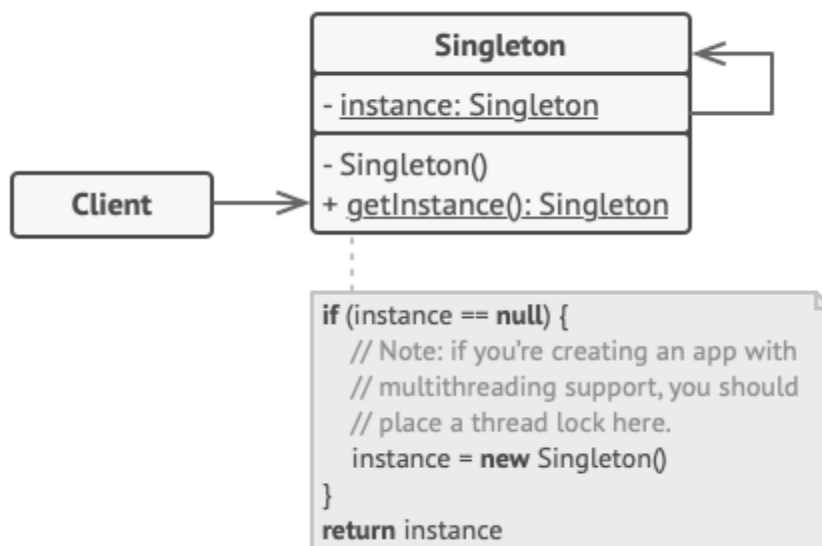 Singleton
- instance: Singleton
- Singleton()
+ getInstance(): Singleton
Client
if (instance == null) {
// Note: if you’re creating an app with
// multithreading support, you should
// place a thread lock here.
instance = new Singleton()
}
return instance